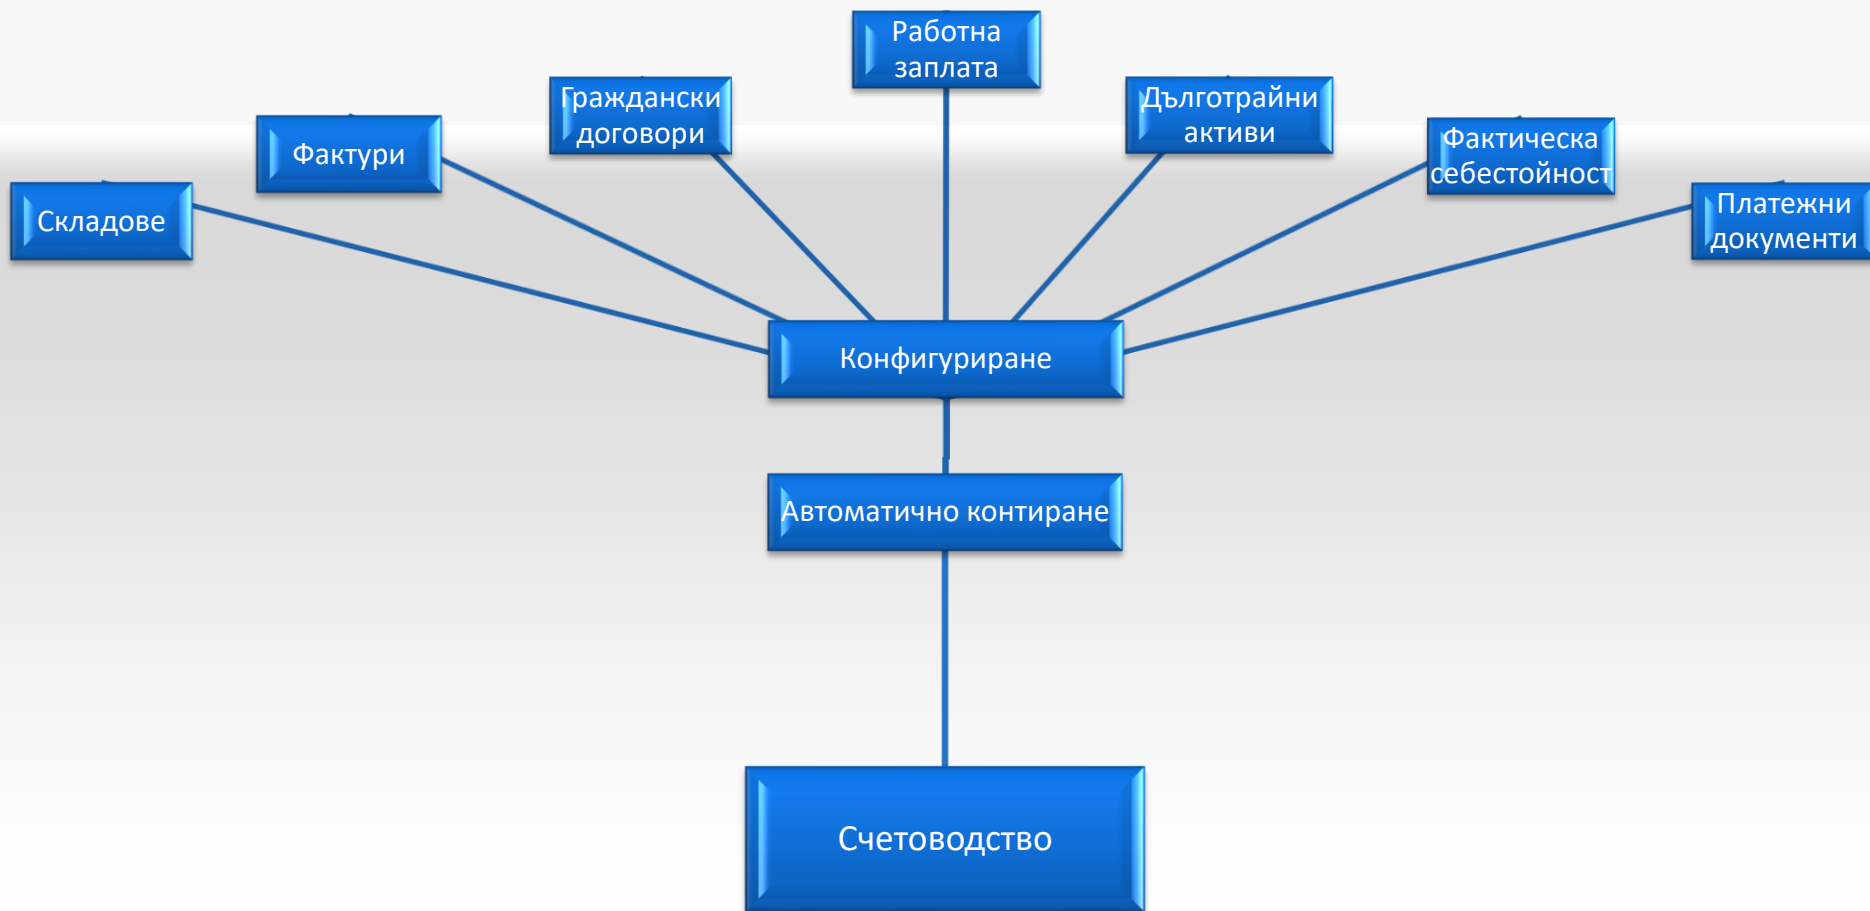 Работна
заплата
Граждански
договори
Дълготрайни
активи
Фактури
Фактическа
себестойност
Складове
Платежни
документи
Конфигуриране
Автоматично контиране
Счетоводство